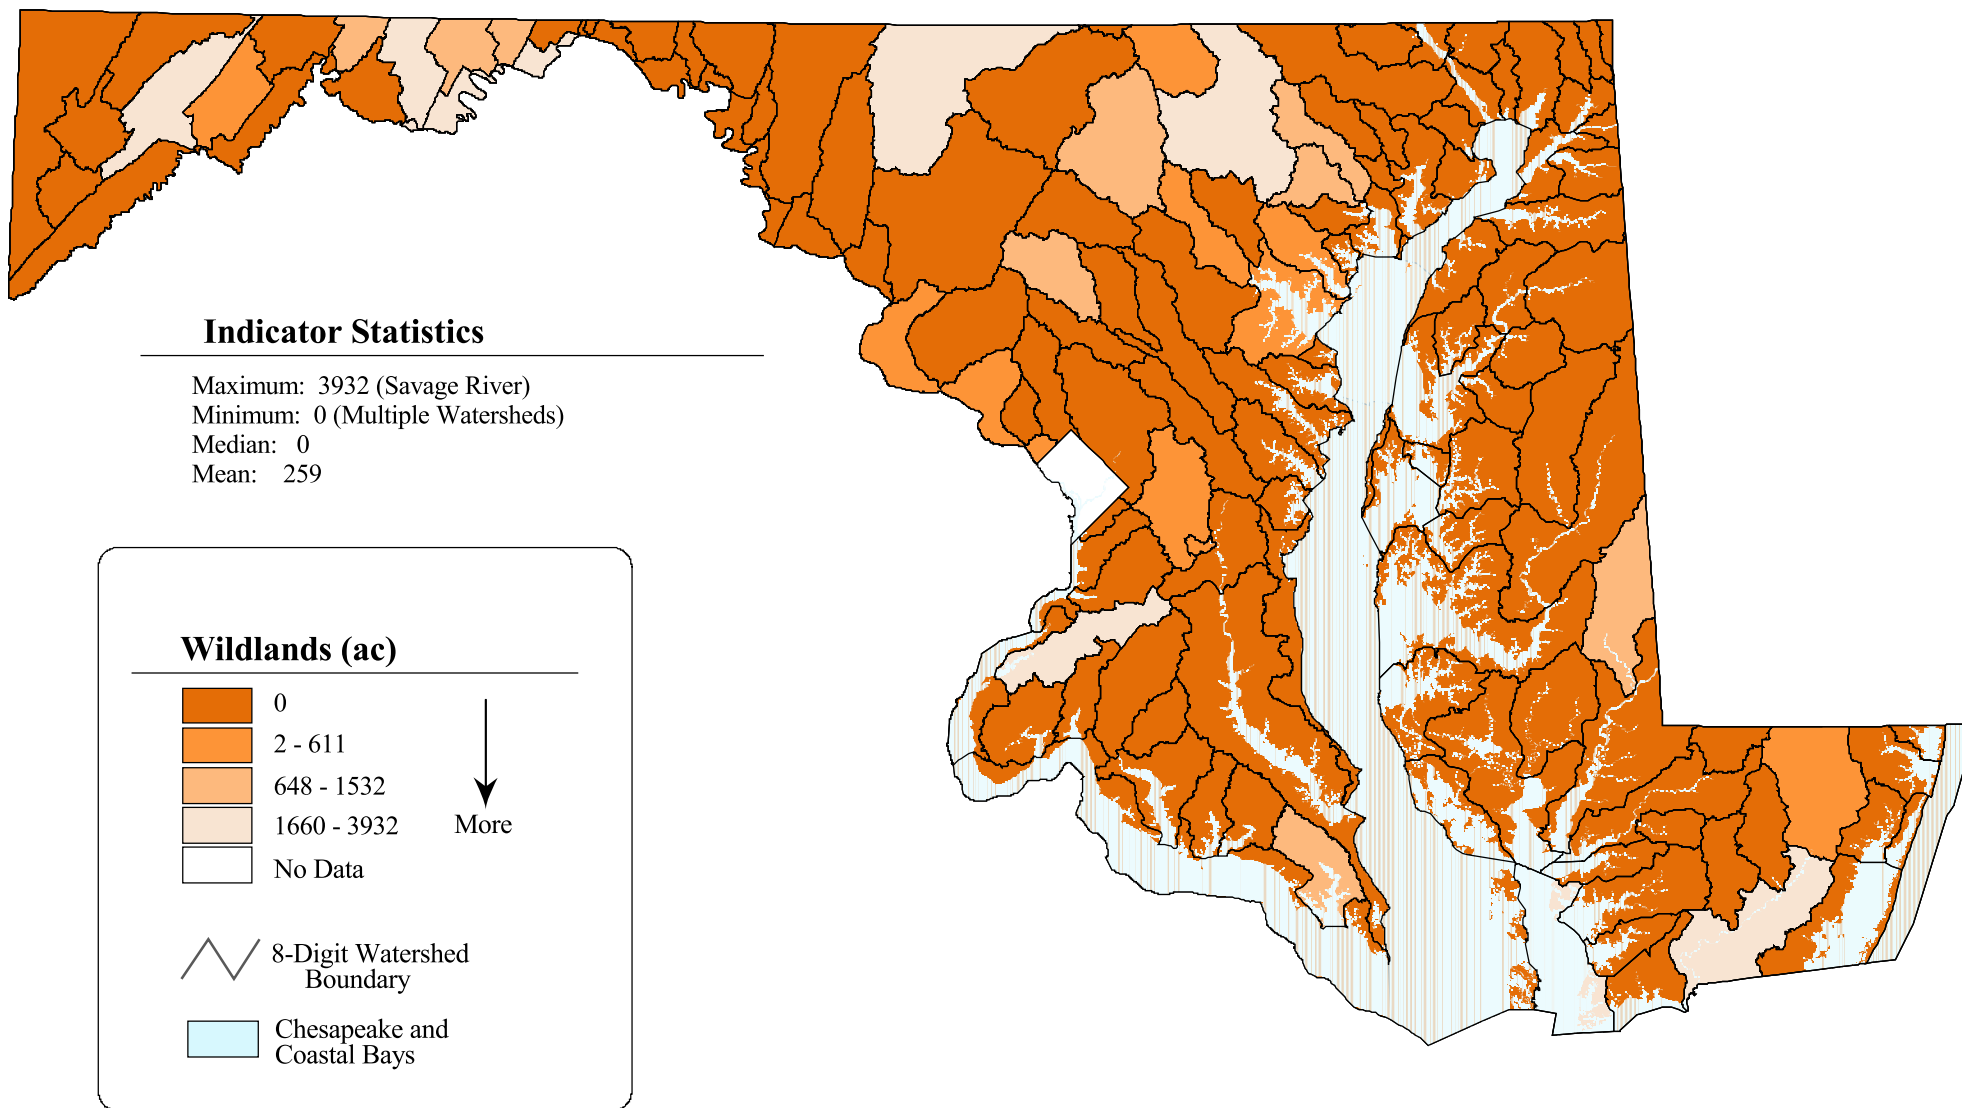 Indicator Statistics
Maximum: 3932 (Savage River)
Minimum: 0 (Multiple Watersheds)
Median: 0
Mean: 259
Wildlands (ac)
0
2 - 611
648 - 1532
1660 - 3932
No Data
More
8-Digit Watershed
Boundary
Chesapeake and
Coastal Bays